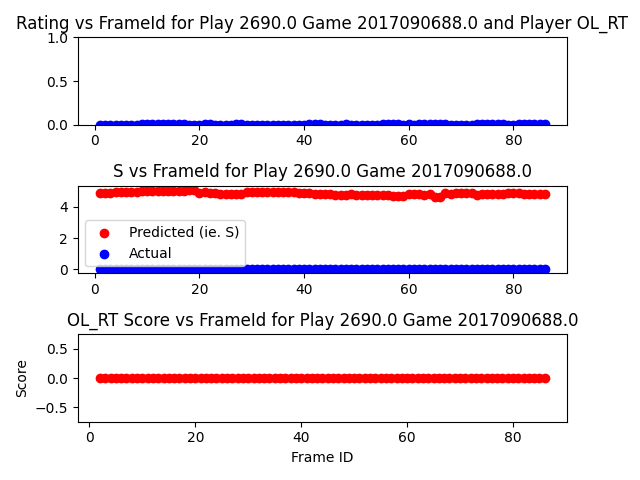 Rating vs FrameId for Play 2690.0 Game 2017090688.0 and Player OL_RT
1.0
0.5
0.0
0 20 40 60 80
S vs FrameId for Play 2690.0 Game 2017090688.0
4
2
0
Predicted (ie. S)
Actual
0 20 40 60 80
OL_RT Score vs FrameId for Play 2690.0 Game 2017090688.0
Score
0.5
0.0
−0.5
0 20 40 60 80
Frame ID